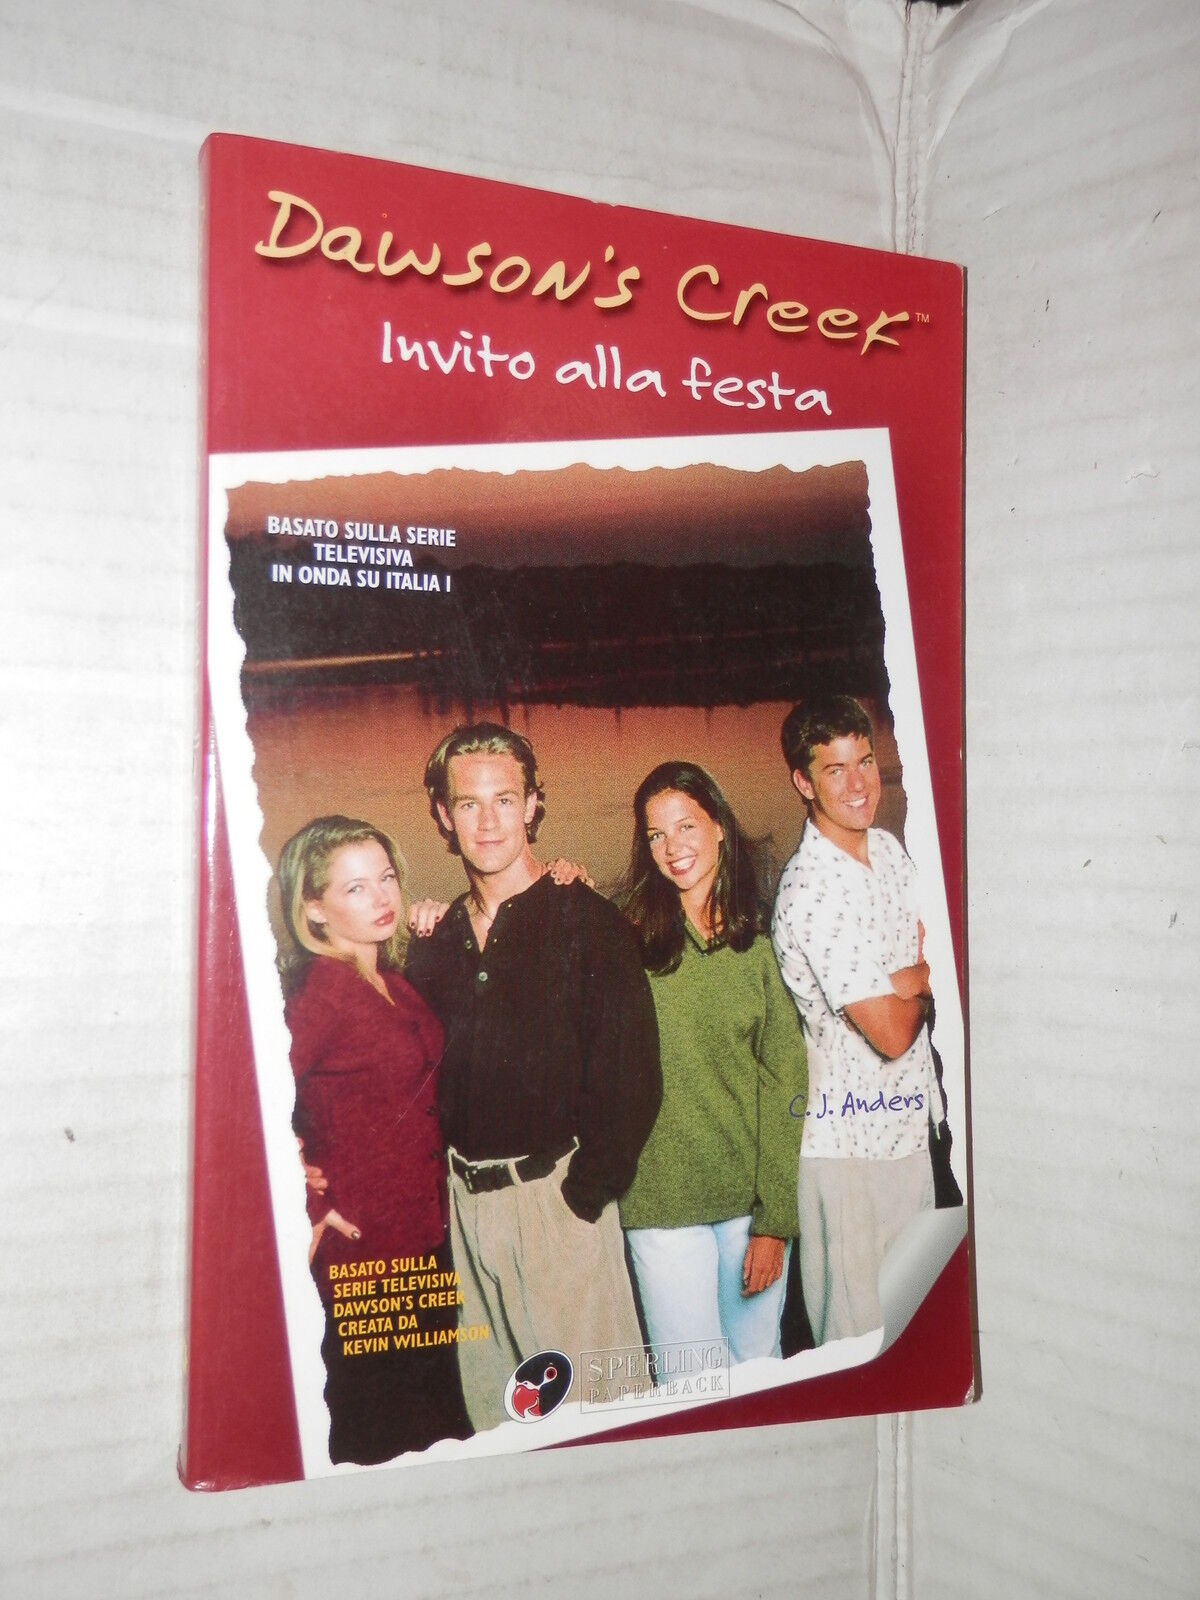 Dawson's Creek™
Invito alla festa
BASATO SULLA SERIE
TELEVISIVA
IN ONDA SU ITALIA 1
C. J. Anders
BASATO SULLA
SERIE TELEVISIVA
DAWSON'S CREEK
CREATA DA
KEVIN WILLIAMSON
SPERLING
PAPERBACK